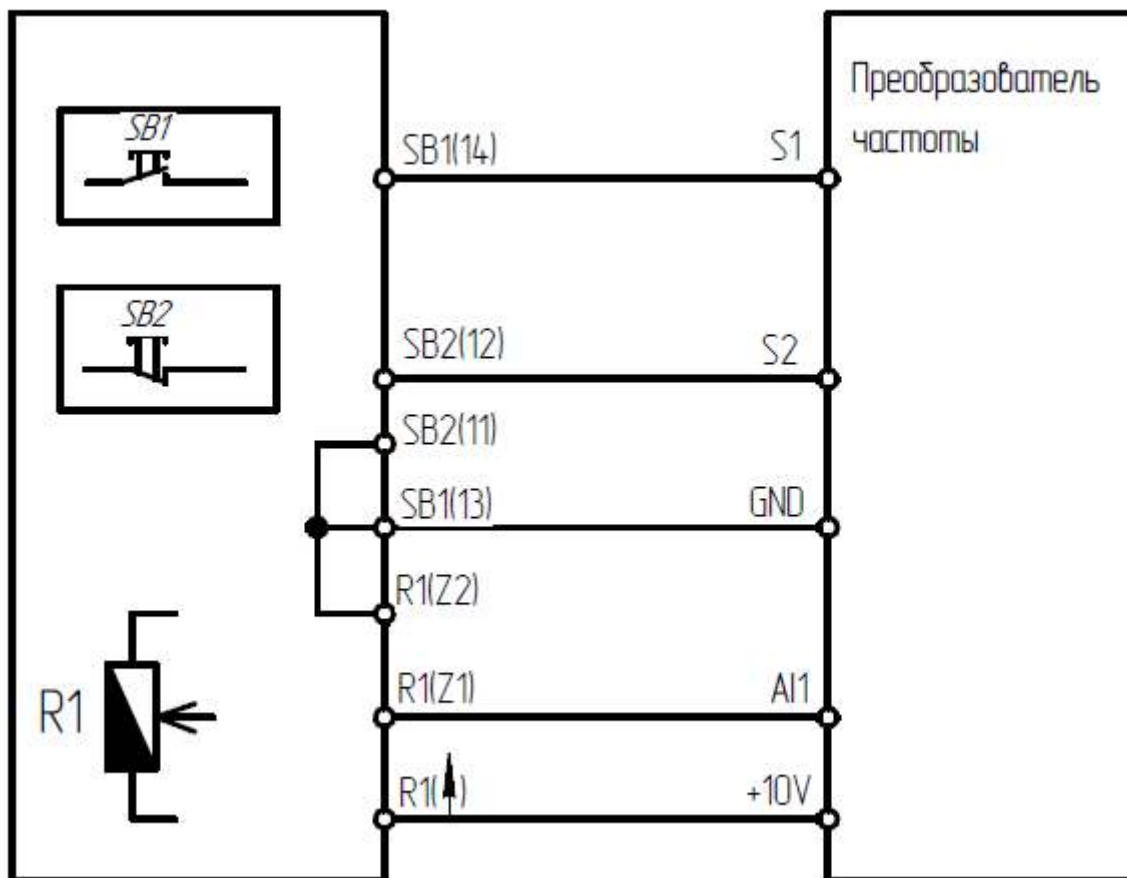 Преобразователь
частоты
SB1
SB1(14)
S1
SB2
SB2(12)
S2
SB2(11)
SB1(13)
GND
R1(Z2)
R1
R1(Z1)
AI1
R1( )
+10V